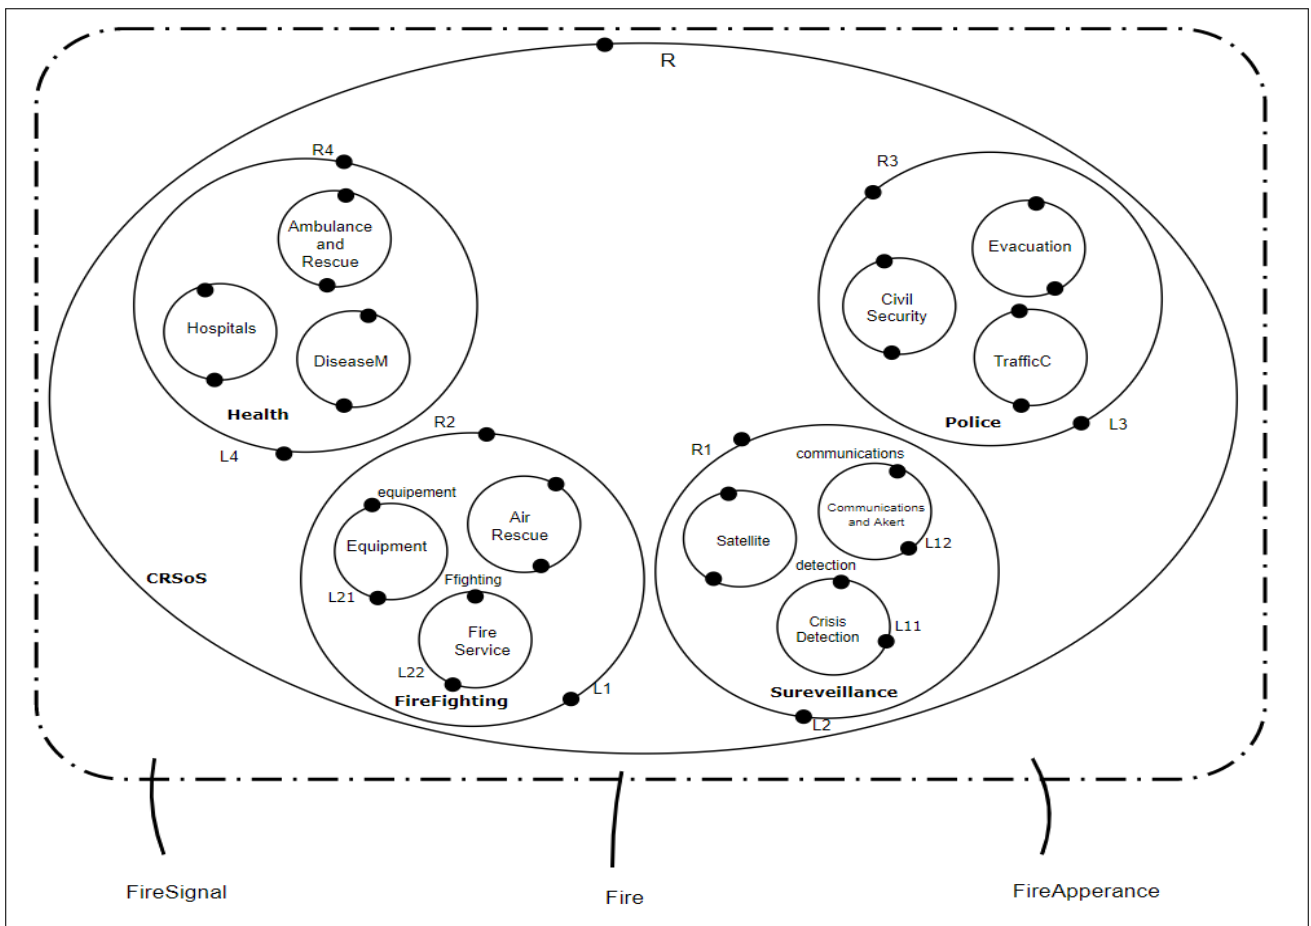 R
R4
Ambulance
and
Rescue
Hospitals
DiseaseM
Health
L4
R3
Evacuation
Civil
Security
TrafficC
Police
L3
R2
equipement
Equipment
Air
Rescue
L21
Ffighting
Fire
Service
L22
FireFighting
L1
R1
communications
Communications
and Akert
L12
Satellite
detection
Crisis
Detection
L11
Sureveillance
L2
CRSoS
FireSignal
Fire
FireApperance